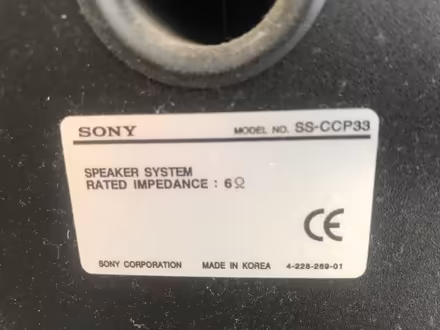 SONY MODEL NO. SS-CCP33
SPEAKER SYSTEM
RATED IMPEDANCE : 6Ω
CE
SONY CORPORATION MADE IN KOREA 4-228-269-01